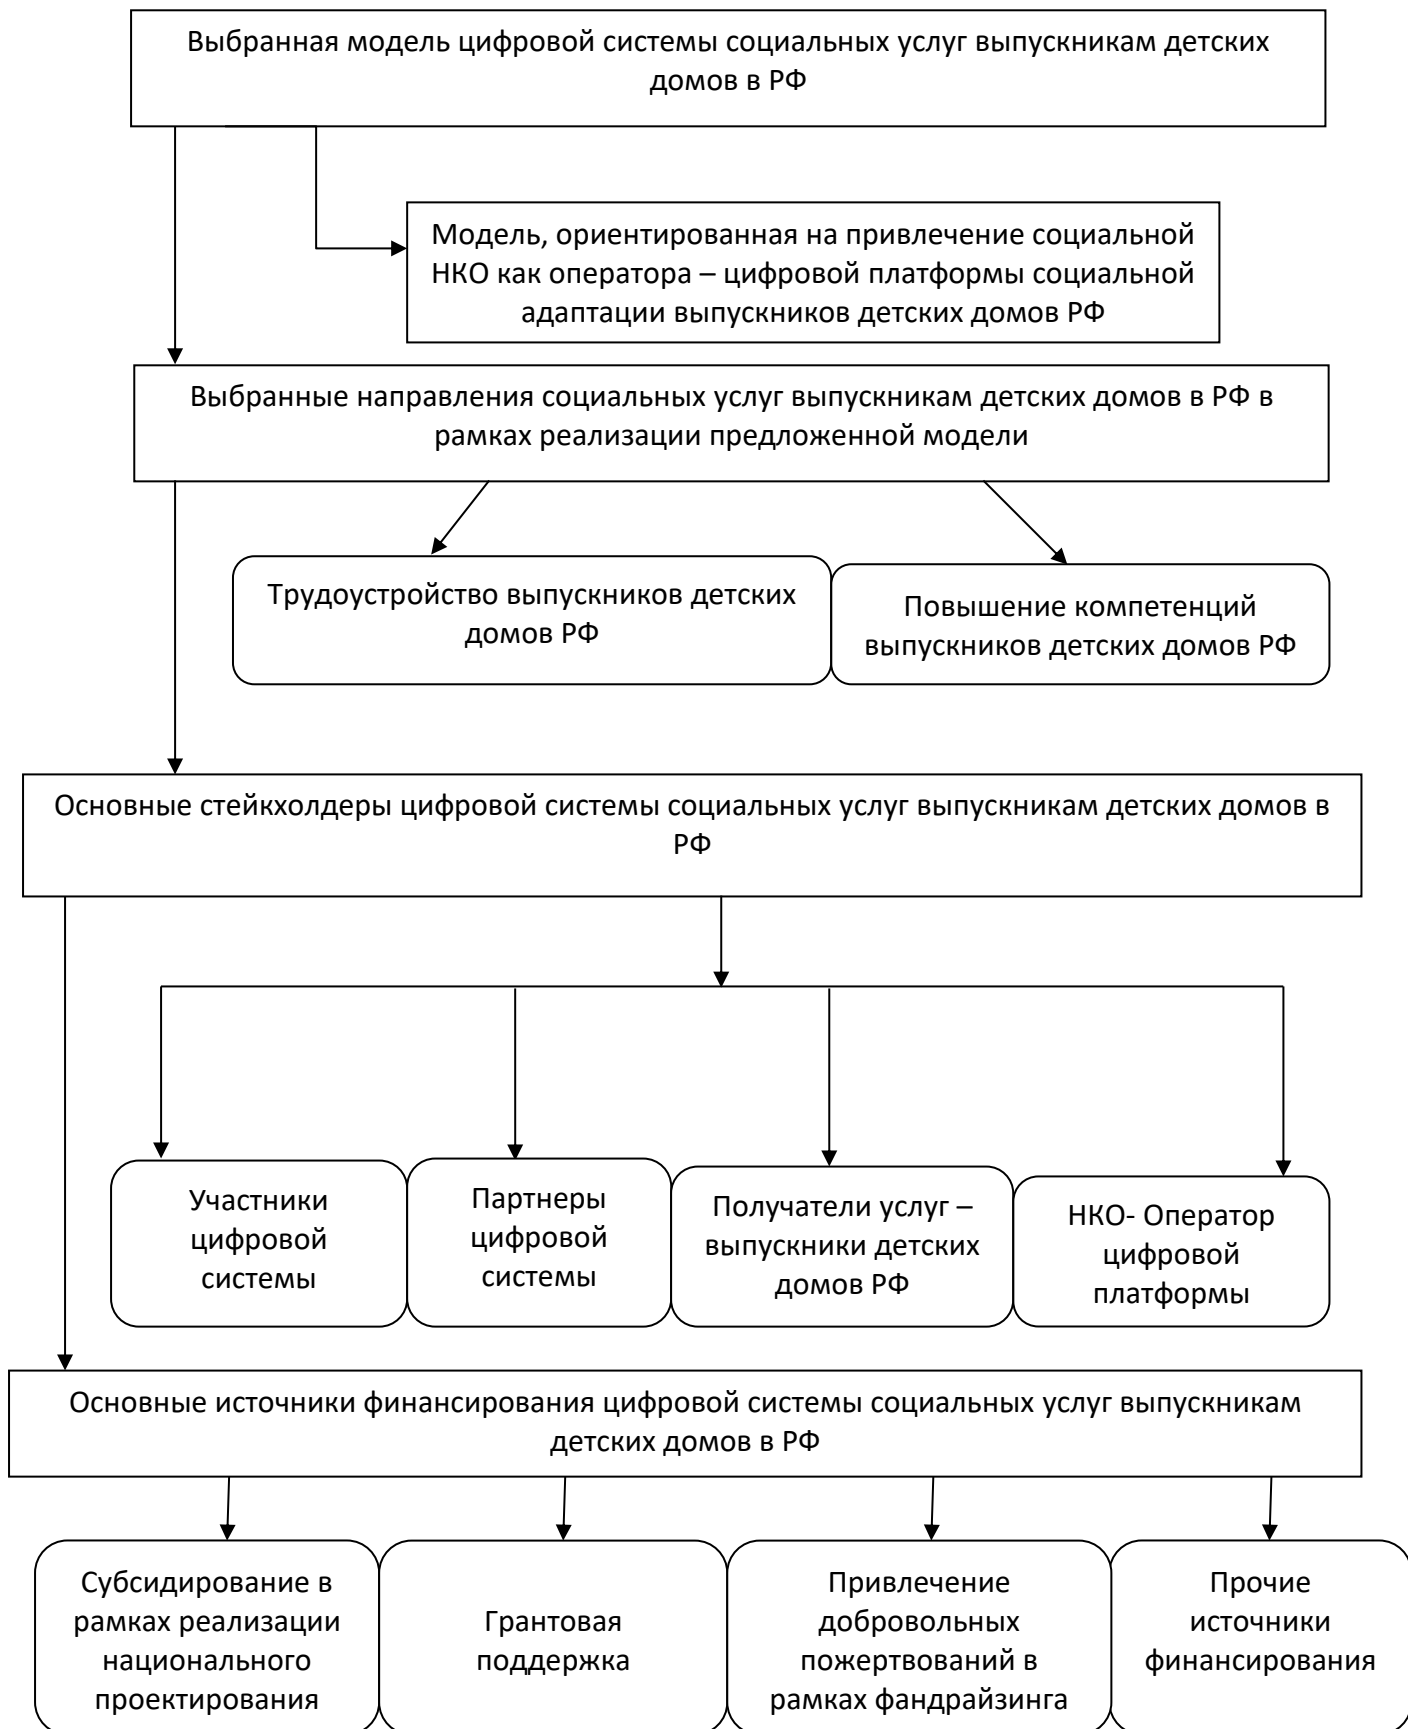 Выбранная модель цифровой системы социальных услуг выпускникам детских
домов в РФ
Модель, ориентированная на привлечение социальной
НКО как оператора – цифровой платформы социальной
адаптации выпускников детских домов РФ
Выбранные направления социальных услуг выпускникам детских домов в РФ в
рамках реализации предложенной модели
Трудоустройство выпускников детских
домов РФ
Повышение компетенций
выпускников детских домов РФ
Основные стейкхолдеры цифровой системы социальных услуг выпускникам детских домов в
РФ
Участники
цифровой
системы
Партнеры
цифровой
системы
Получатели услуг –
выпускники детских
домов РФ
НКО- Оператор
цифровой
платформы
Основные источники финансирования цифровой системы социальных услуг выпускникам
детских домов в РФ
Субсидирование в
рамках реализации
национального
проектирования
Грантовая
поддержка
Привлечение
добровольных
пожертвований в
рамках фандрайзинга
Прочие
источники
финансирования